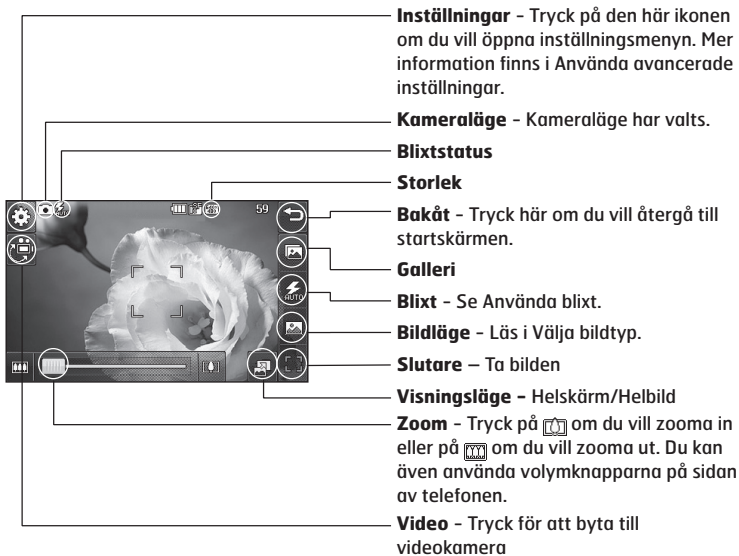 Inställningar – Tryck på den här ikonen
om du vill öppna inställningsmenyn. Mer
information finns i Använda avancerade
inställningar.
Kameraläge – Kameraläge har valts.
Blixtstatus
Storlek
59
Bakåt – Tryck här om du vill återgå till
startskärmen.
Galleri
AUTO
Blixt – Se Använda blixt.
Bildläge – Läs i Välja bildtyp.
Slutare – Ta bilden
Visningsläge – Helskärm/Helbild
Zoom – Tryck på om du vill zooma in
eller på om du vill zooma ut. Du kan
även använda volymknapparna på sidan
av telefonen.
Video – Tryck för att byta till
videokamera